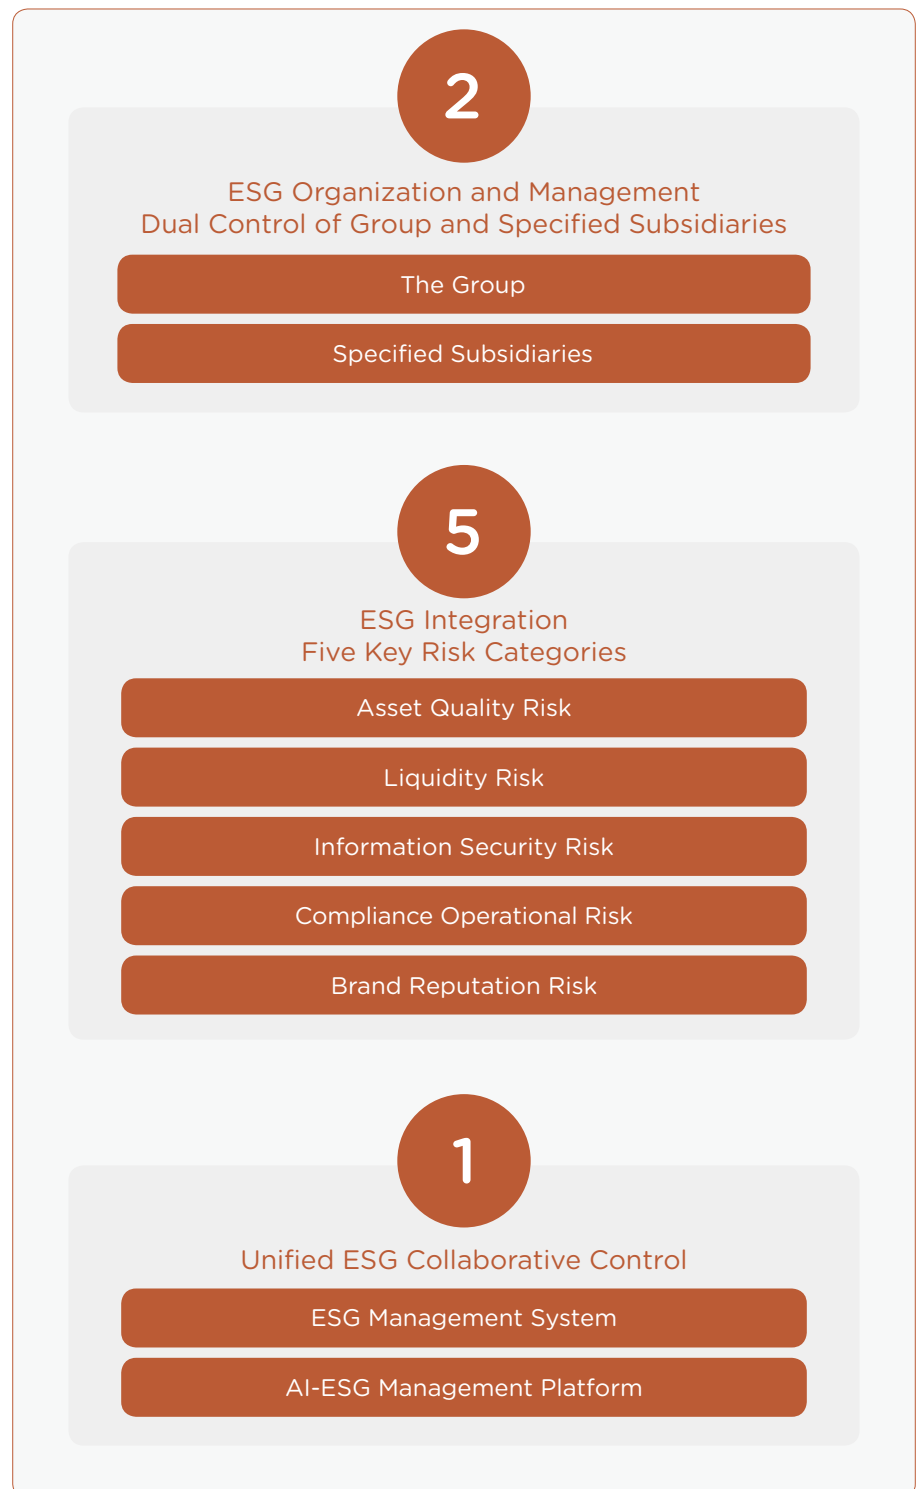 2
ESG Organization and Management
Dual Control of Group and Specified Subsidiaries
The Group
Specified Subsidiaries
5
ESG Integration
Five Key Risk Categories
Asset Quality Risk
Liquidity Risk
Information Security Risk
Compliance Operational Risk
Brand Reputation Risk
1
Unified ESG Collaborative Control
ESG Management System
AI-ESG Management Platform